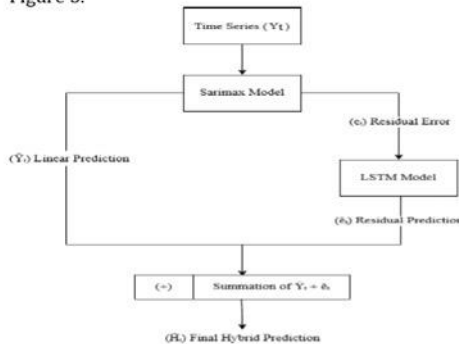 Figure 3.
Time Series (Yₜ)
Sarimax Model
(eₜ) Residual Error
(Ŷₜ) Linear Prediction
LSTM Model
(êₜ) Residual Prediction
(+) Summation of Ŷₜ + êₜ
(Ĥₜ) Final Hybrid Prediction